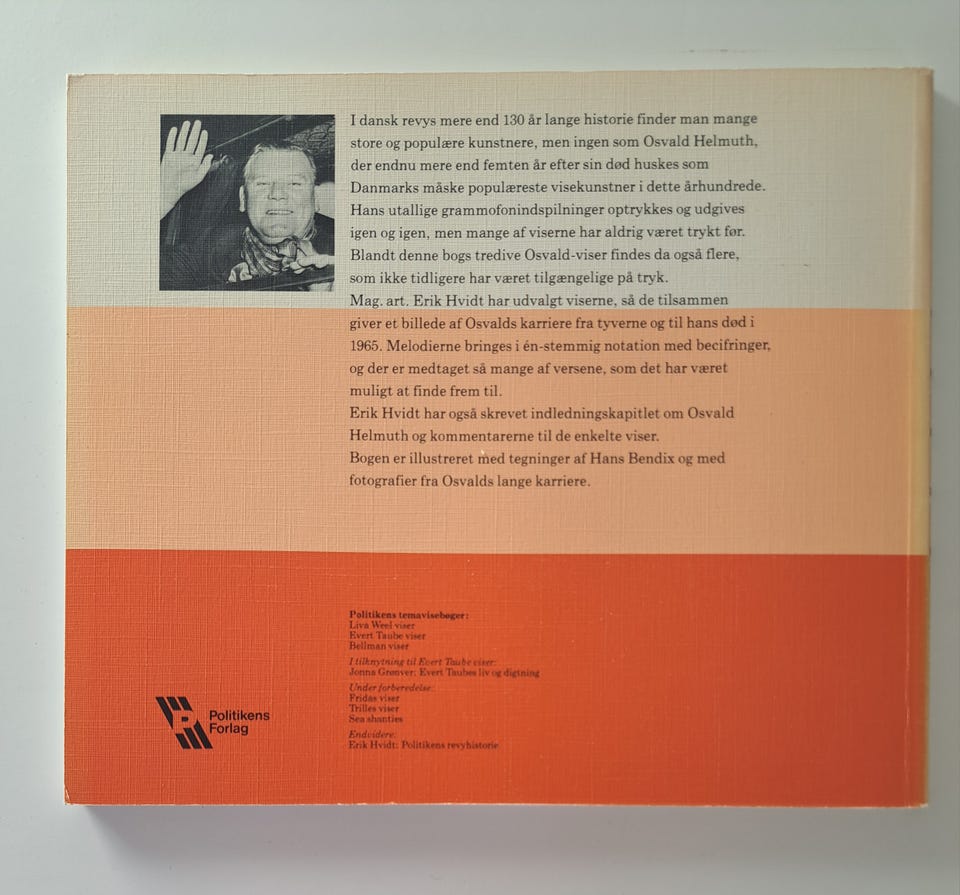 I dansk revys mere end 130 år lange historie finder man mange
store og populære kunstnere, men ingen som Osvald Helmuth,
der endnu mere end femten år efter sin død huskes som
Danmarks måske populæreste visekunstner i dette århundrede.
Hans utallige grammofonindspilninger optrykkes og udgives
igen og igen, men mange af viserne har aldrig været trykt før.
Blandt denne bogs tredive Osvald-viser findes da også flere,
som ikke tidligere har været tilgængelige på tryk.
Mag. art. Erik Hvidt har udvalgt viserne, så de tilsammen
giver et billede af Osvalds karriere fra tyverne og til hans død i
1965. Melodierne bringes i én-stemmig notation med becifringer,
og der er medtaget så mange af versene, som det har været
muligt at finde frem til.
Erik Hvidt har også skrevet indledningskapitlet om Osvald
Helmuth og kommentarerne til de enkelte viser.
Bogen er illustreret med tegninger af Hans Bendix og med
fotografier fra Osvalds lange karriere.
Politikens temavisebøger:
Liva Weel viser
Evert Taube viser
Bellman viser
I tilknytning til Evert Taube viser:
Jonna Grønver: Evert Taubes liv og digtning
Under forberedelse:
Fridas viser
Trilles viser
Sea shanties
Endvidere:
Erik Hvidt: Politikens revyhistorie
Politikens
Forlag